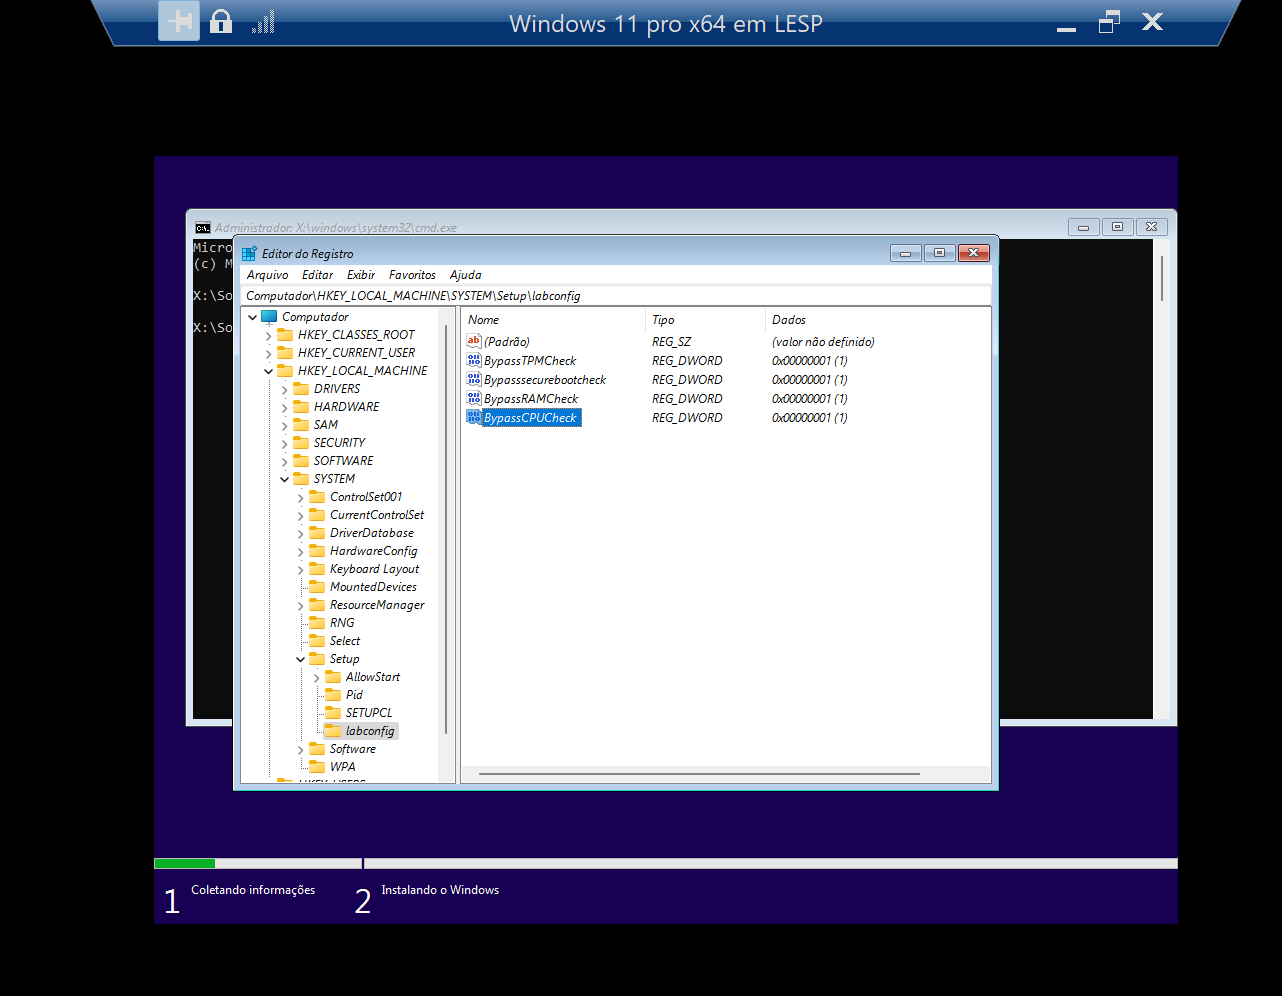 Windows 11 pro x64 em LESP
Administrador: X:\windows\system32\cmd.exe
Micro
(c) M
X:\So
X:\So
Editor do Registro
Arquivo Editar Exibir Favoritos Ajuda
Computador\HKEY_LOCAL_MACHINE\SYSTEM\Setup\labconfig
Computador
HKEY_CLASSES_ROOT
HKEY_CURRENT_USER
HKEY_LOCAL_MACHINE
DRIVERS
HARDWARE
SAM
SECURITY
SOFTWARE
SYSTEM
ControlSet001
CurrentControlSet
DriverDatabase
HardwareConfig
Keyboard Layout
MountedDevices
ResourceManager
RNG
Select
Setup
AllowStart
Pid
SETUPCL
labconfig
Software
WPA
HKEY_USERS
Nome Tipo Dados
(Padrão) REG_SZ (valor não definido)
BypassTPMCheck REG_DWORD 0x00000001 (1)
Bypasssecurebootcheck REG_DWORD 0x00000001 (1)
BypassRAMCheck REG_DWORD 0x00000001 (1)
BypassCPUCheck REG_DWORD 0x00000001 (1)
1 Coletando informações
2 Instalando o Windows